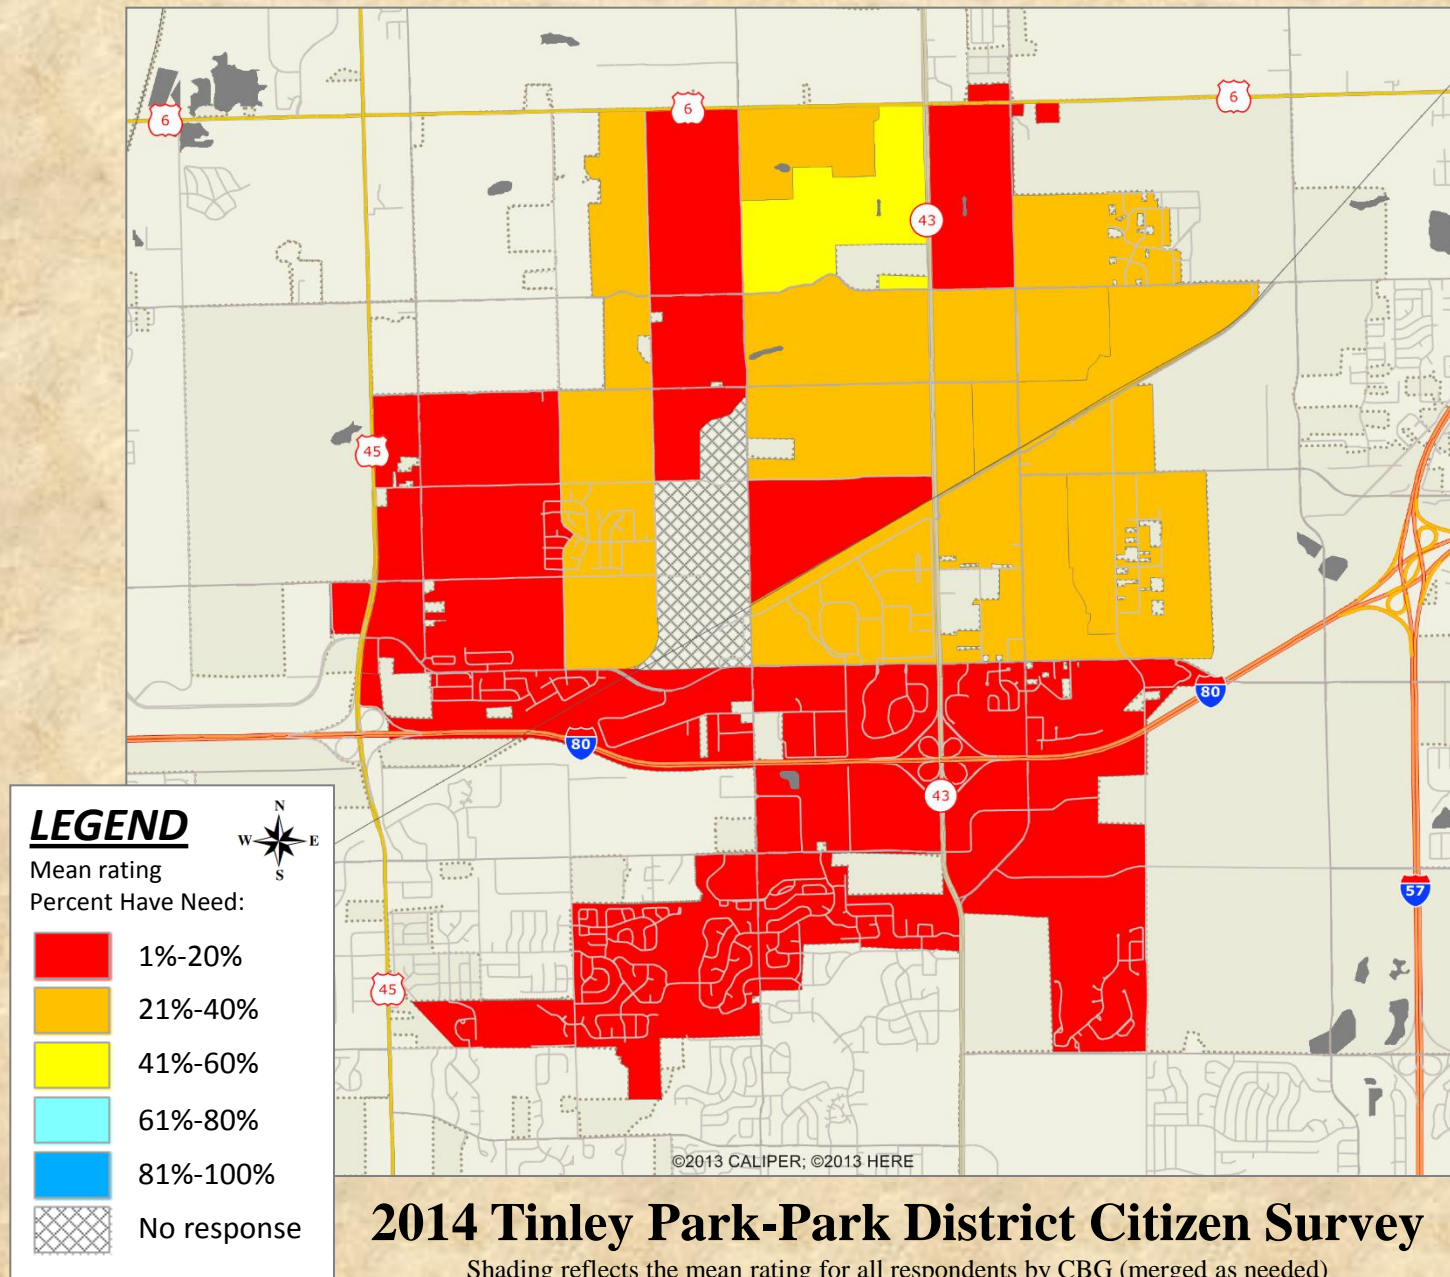 6
6
6
43
45
80
80
43
57
45
LEGEND
N
W E
S
Mean rating
Percent Have Need:
1%-20%
21%-40%
41%-60%
61%-80%
81%-100%
No response
©2013 CALIPER; ©2013 HERE
2014 Tinley Park-Park District Citizen Survey
Shading reflects the mean rating for all respondents by CBG (merged as needed)